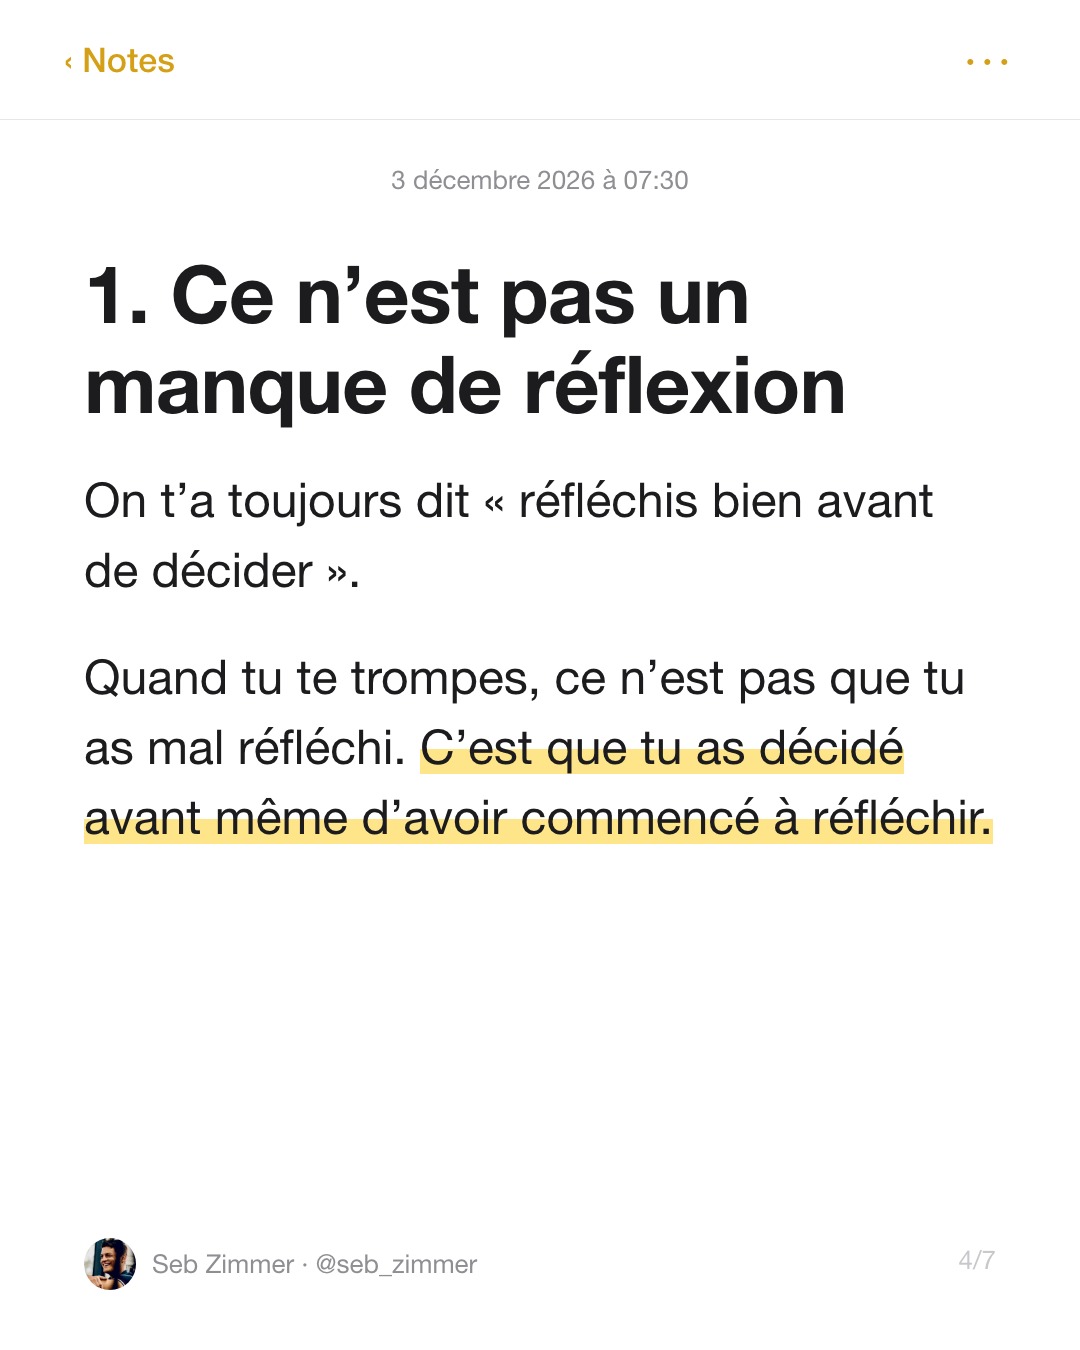 ‹ Notes
...
3 décembre 2026 à 07:30
1. Ce n’est pas un
manque de réflexion
On t’a toujours dit « réfléchis bien avant
de décider ».
Quand tu te trompes, ce n’est pas que tu
as mal réfléchi. C’est que tu as décidé
avant même d’avoir commencé à réfléchir.
Seb Zimmer · @seb_zimmer
4/7